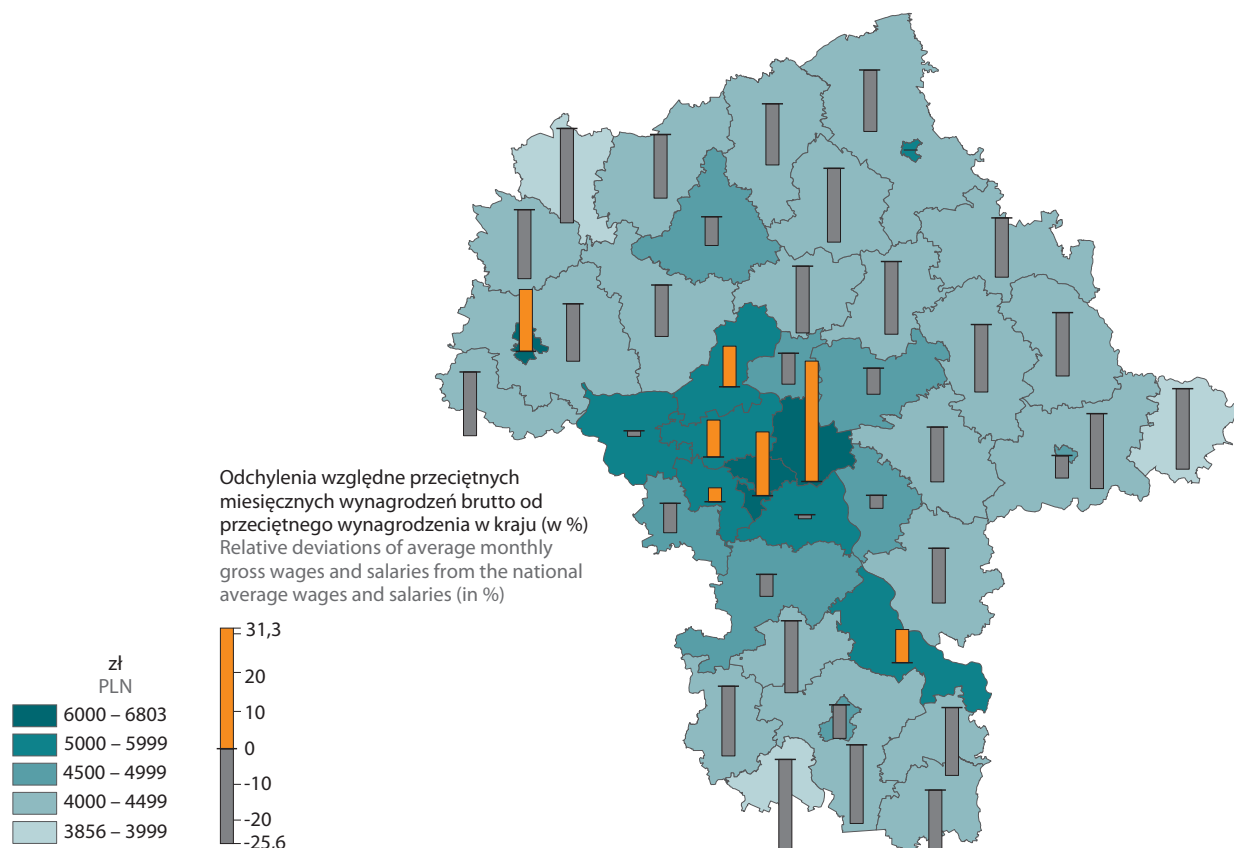 Odchylenia względne przeciętnych
miesięcznych wynagrodzeń brutto od
przeciętnego wynagrodzenia w kraju (w %)
Relative deviations of average monthly
gross wages and salaries from the national
average wages and salaries (in %)
31,3
20
10
0
-10
-20
-25,6
zł
PLN
6000 – 6803
5000 – 5999
4500 – 4999
4000 – 4499
3856 – 3999